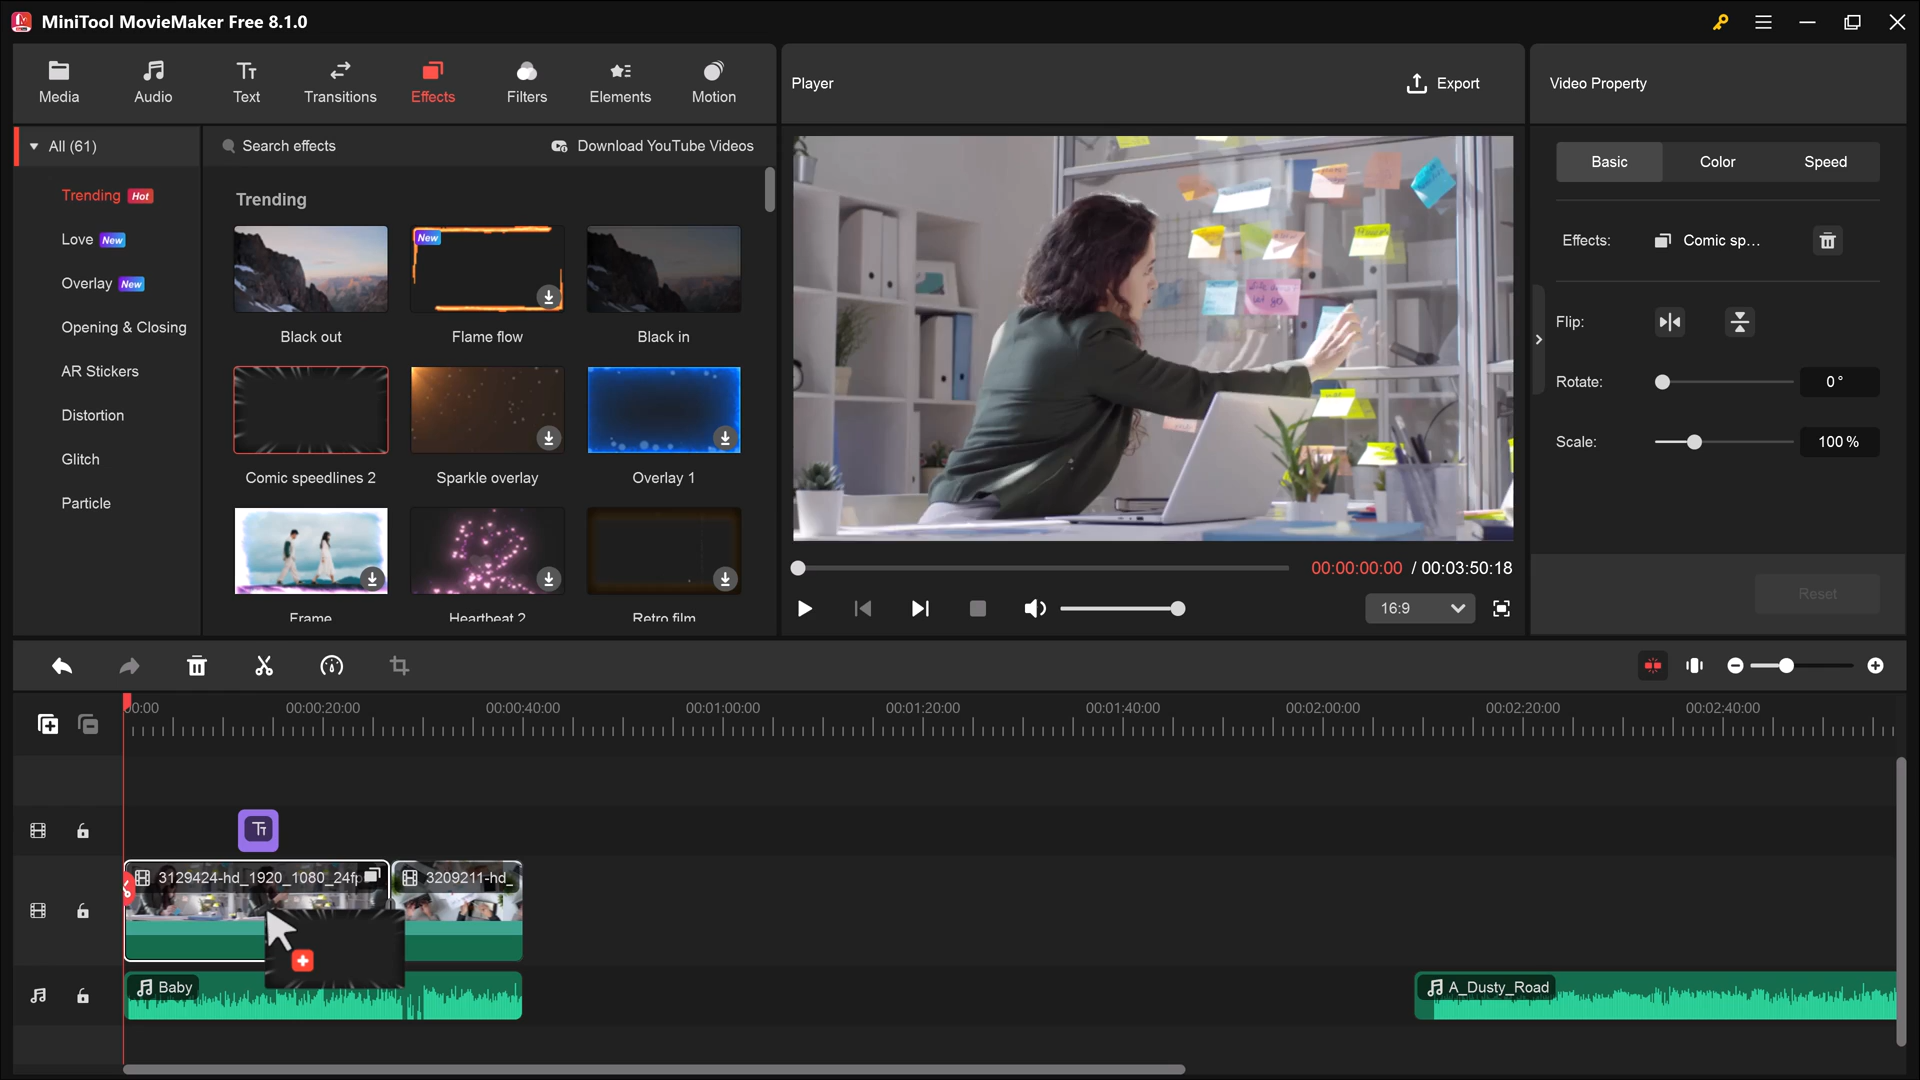 MiniTool MovieMaker Free 8.1.0
Media
Audio
Text
Transitions
Effects
Filters
Elements
Motion
Player
Export
Video Property
All (61)
Search effects
Download YouTube Videos
Basic
Color
Speed
Trending Hot
Love New
Overlay New
Opening & Closing
AR Stickers
Distortion
Glitch
Particle
Trending
New
Black out
Flame flow
Black in
Comic speedlines 2
Sparkle overlay
Overlay 1
Frame
Heartbeat 2
Retro film
Effects: Comic sp...
Flip:
Rotate: 0°
Scale: 100 %
Reset
00:00:00:00 / 00:03:50:18
16:9
00:00
00:00:20:00
00:00:40:00
00:01:00:00
00:01:20:00
00:01:40:00
00:02:00:00
00:02:20:00
00:02:40:00
3129424-hd_1920_1080_24fp
3209211-hd_
Baby
A_Dusty_Road